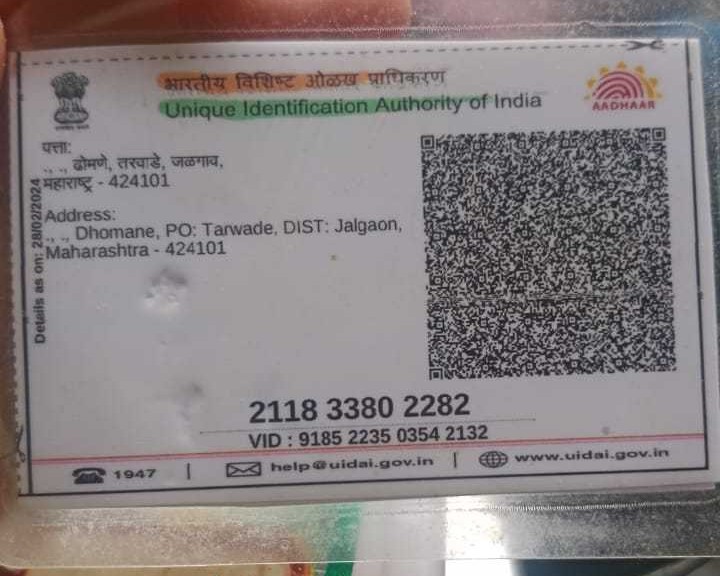 भारतीय विशिष्ट ओळख प्राधिकरण
Unique Identification Authority of India
AADHAAR
पत्ता:
., ., ढोमणे, तरवाडे, जळगाव,
महाराष्ट्र - 424101
Address:
., ., Dhomane, PO: Tarwade, DIST: Jalgaon,
Maharashtra - 424101
Details as on: 28/02/2024
2118 3380 2282
VID : 9185 2235 0354 2132
1947 | help@uidai.gov.in | www.uidai.gov.in